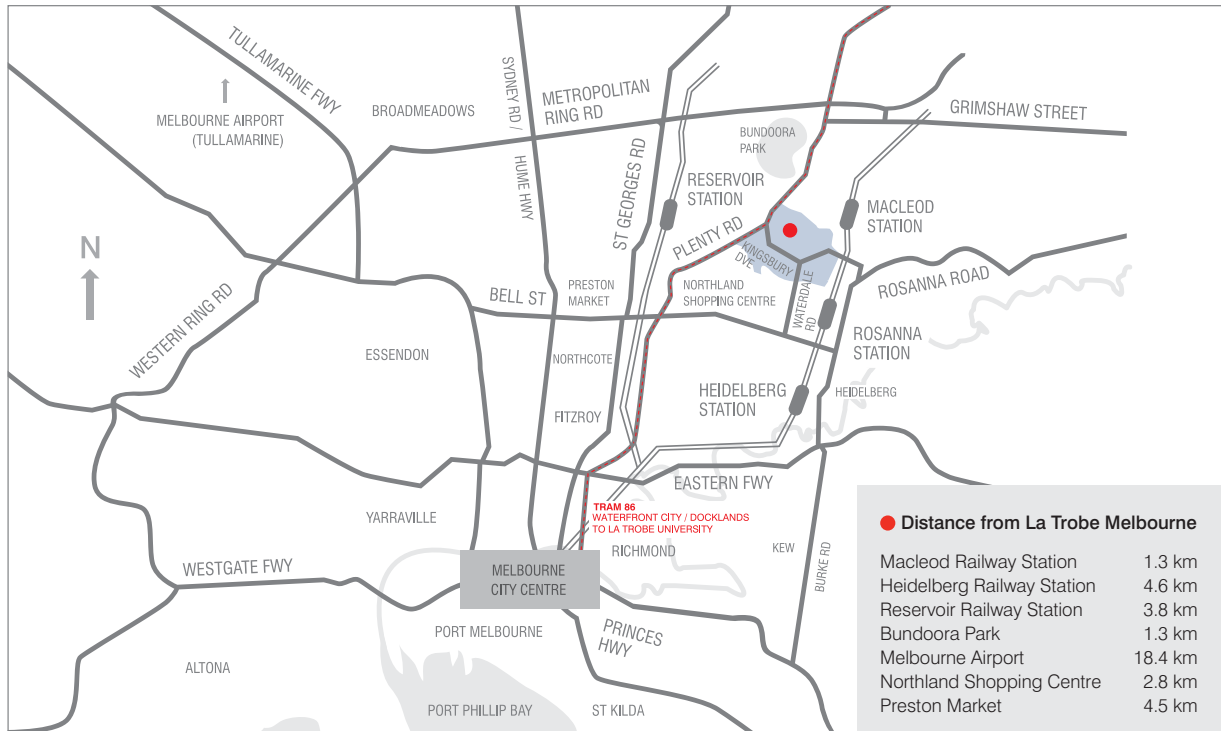 TULLAMARINE FWY
MELBOURNE AIRPORT
(TULLAMARINE)
BROADMEADOWS
SYDNEY RD /
HUME HWY
METROPOLITAN
RING RD
ST GEORGES RD
BUNDOORA
PARK
GRIMSHAW STREET
RESERVOIR
STATION
PLENTY RD
MACLEOD
STATION
KINGSBURY
DVE
WATERDALE
RD
ROSANNA ROAD
N
WESTERN RING RD
BELL ST
PRESTON
MARKET
NORTHLAND
SHOPPING CENTRE
ESSENDON
NORTHCOTE
ROSANNA
STATION
HEIDELBERG
STATION
HEIDELBERG
FITZROY
EASTERN FWY
TRAM 86
WATERFRONT CITY / DOCKLANDS
TO LA TROBE UNIVERSITY
YARRAVILLE
RICHMOND
KEW
BURKE RD
WESTGATE FWY
MELBOURNE
CITY CENTRE
PORT MELBOURNE
PRINCES
HWY
ALTONA
PORT PHILLIP BAY
ST KILDA
Distance from La Trobe Melbourne
Macleod Railway Station 1.3 km
Heidelberg Railway Station 4.6 km
Reservoir Railway Station 3.8 km
Bundoora Park 1.3 km
Melbourne Airport 18.4 km
Northland Shopping Centre 2.8 km
Preston Market 4.5 km